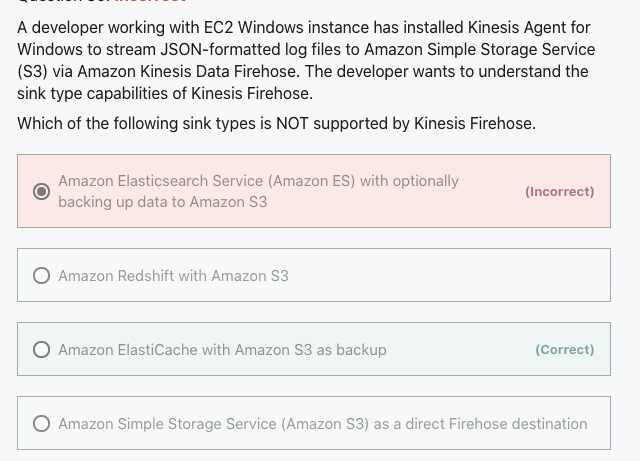 A developer working with EC2 Windows instance has installed Kinesis Agent for
Windows to stream JSON-formatted log files to Amazon Simple Storage Service
(S3) via Amazon Kinesis Data Firehose. The developer wants to understand the
sink type capabilities of Kinesis Firehose.
Which of the following sink types is NOT supported by Kinesis Firehose.
Amazon Elasticsearch Service (Amazon ES) with optionally
backing up data to Amazon S3
(Incorrect)
Amazon Redshift with Amazon S3
Amazon ElastiCache with Amazon S3 as backup
(Correct)
Amazon Simple Storage Service (Amazon S3) as a direct Firehose destination